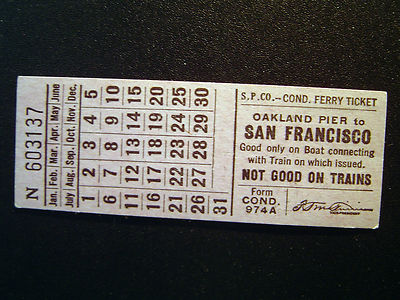 N 603137
Jan. Feb. Mar. Apr. May June
July Aug. Sep. Oct. Nov. Dec.
1 2 3 4 5
6 7 8 9 10
11 12 13 14 15
16 17 18 19 20
21 22 23 24 25
26 27 28 29 30
31
S.P.CO.—COND. FERRY TICKET
OAKLAND PIER to
SAN FRANCISCO
Good only on Boat connecting
with Train on which issued.
NOT GOOD ON TRAINS
Form
COND.
974A
VICE-PRESIDENT